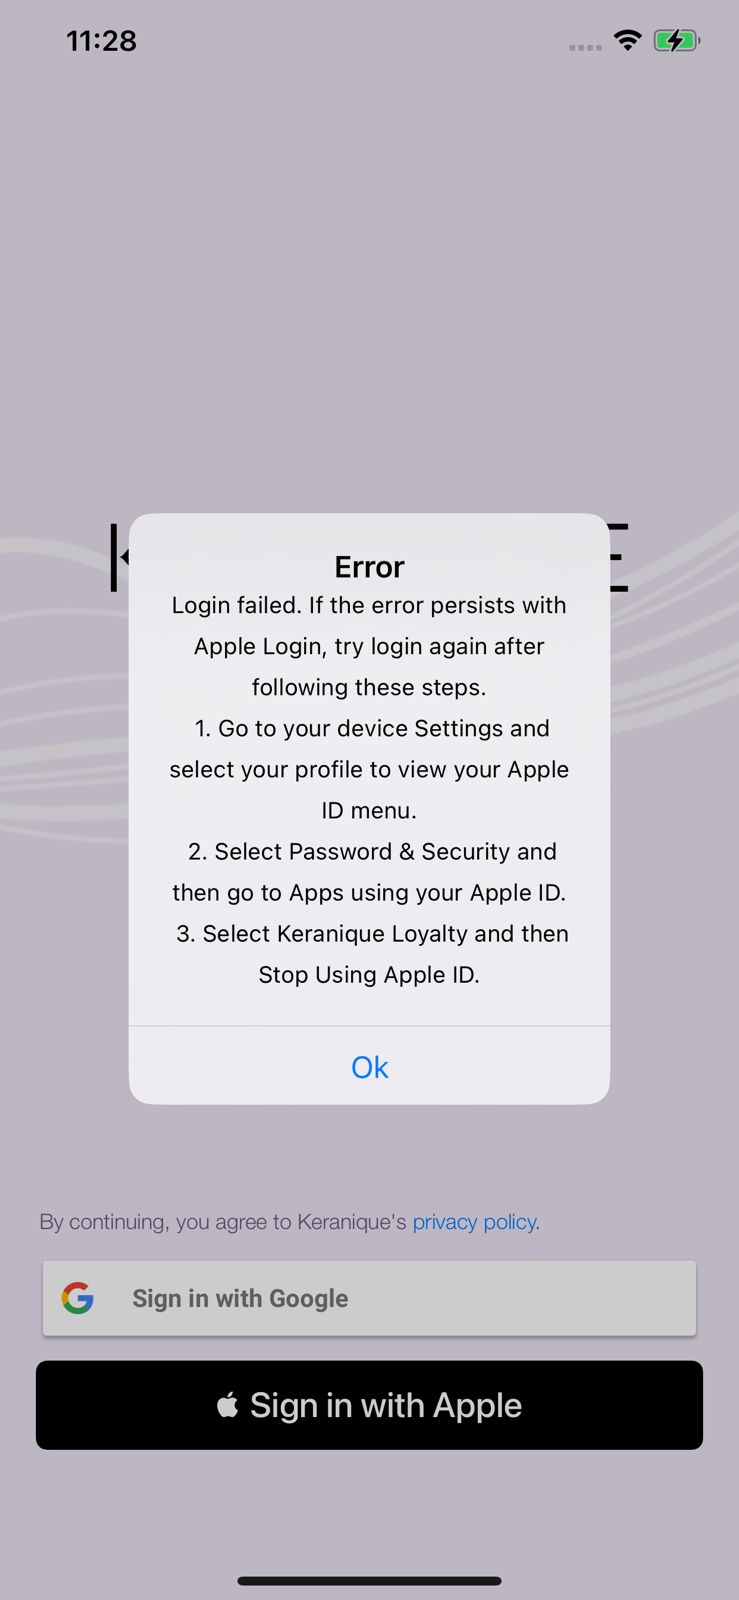 11:28
Error
Login failed. If the error persists with
Apple Login, try login again after
following these steps.
1. Go to your device Settings and
select your profile to view your Apple
ID menu.
2. Select Password & Security and
then go to Apps using your Apple ID.
3. Select Keranique Loyalty and then
Stop Using Apple ID.
Ok
By continuing, you agree to Keranique's privacy policy.
Sign in with Google
Sign in with Apple